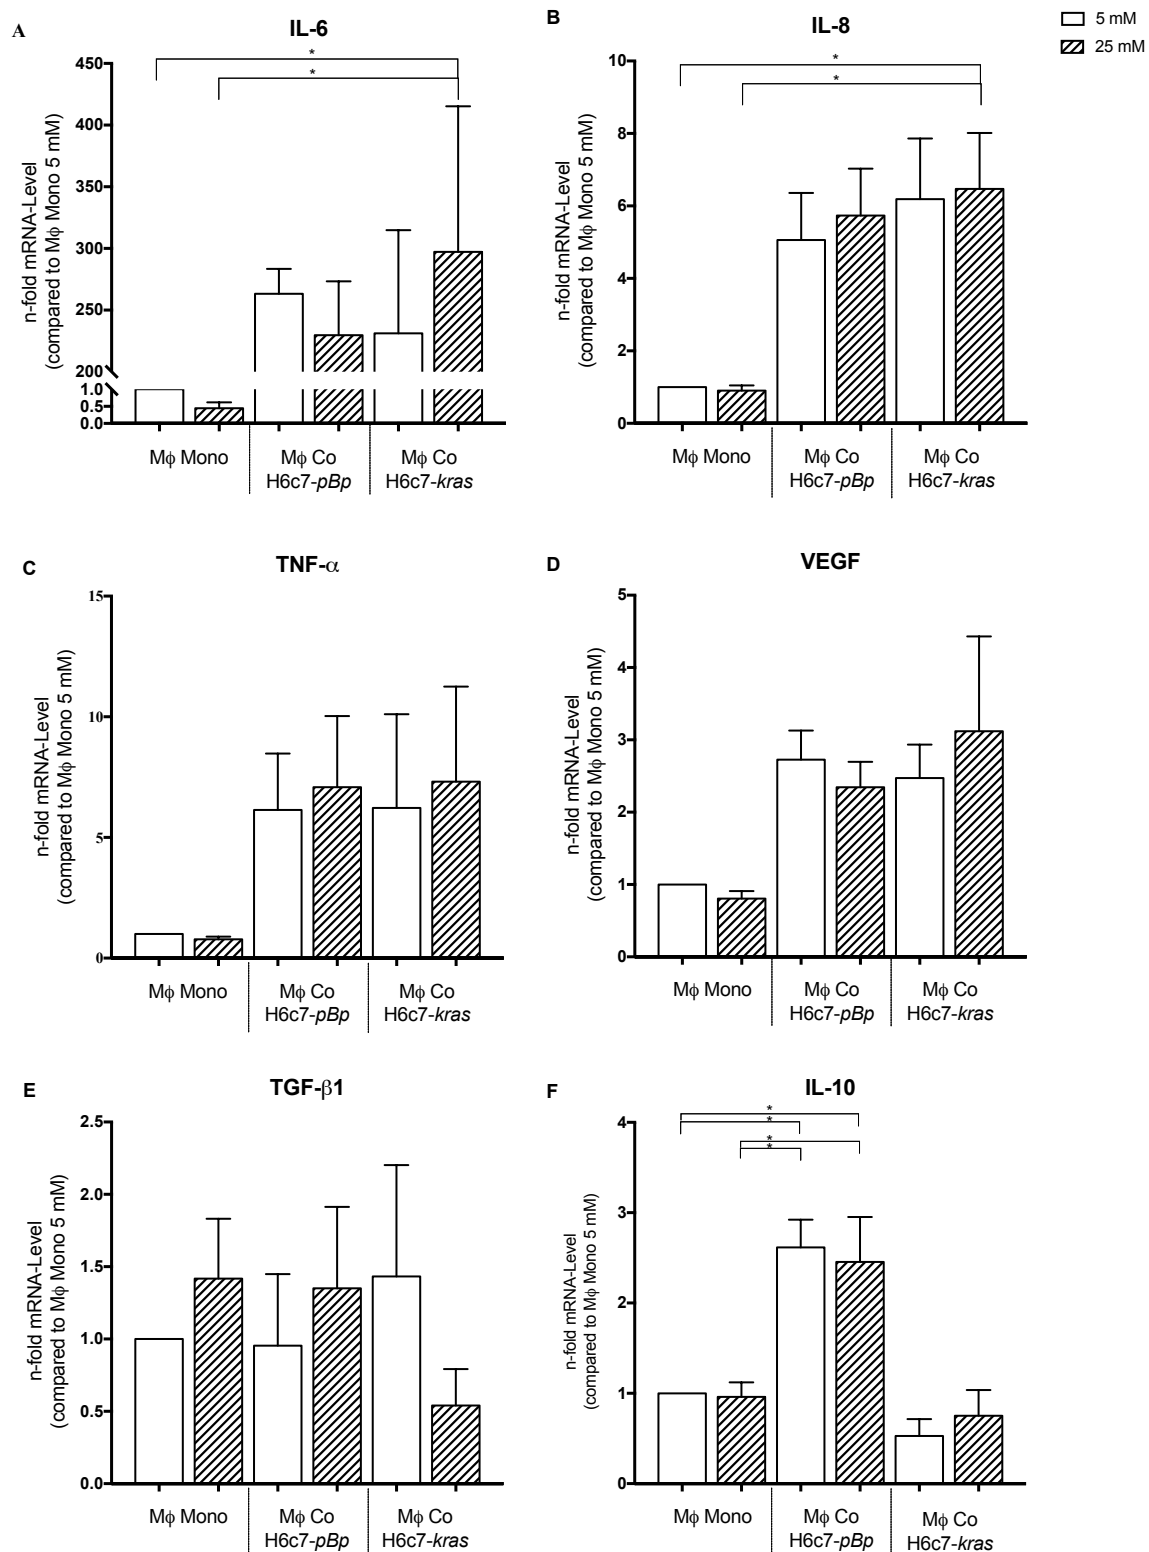 A
IL-6
n-fold mRNA-Level
(compared to Mϕ Mono 5 mM)
450
400
350
300
250
200
1.0
0.5
0.0
*
*
Mϕ Mono
Mϕ Co
H6c7-pBp
Mϕ Co
H6c7-kras
B
IL-8
5 mM
25 mM
n-fold mRNA-Level
(compared to Mϕ Mono 5 mM)
10
8
6
4
2
0
*
*
Mϕ Mono
Mϕ Co
H6c7-pBp
Mϕ Co
H6c7-kras
C
TNF-α
n-fold mRNA-Level
(compared to Mϕ Mono 5 mM)
15
10
5
0
Mϕ Mono
Mϕ Co
H6c7-pBp
Mϕ Co
H6c7-kras
D
VEGF
n-fold mRNA-Level
(compared to Mϕ Mono 5 mM)
5
4
3
2
1
0
Mϕ Mono
Mϕ Co
H6c7-pBp
Mϕ Co
H6c7-kras
E
TGF-β1
n-fold mRNA-Level
(compared to Mϕ Mono 5 mM)
2.5
2.0
1.5
1.0
0.5
0.0
Mϕ Mono
Mϕ Co
H6c7-pBp
Mϕ Co
H6c7-kras
F
IL-10
n-fold mRNA-Level
(compared to Mϕ Mono 5 mM)
4
3
2
1
0
*
*
*
*
Mϕ Mono
Mϕ Co
H6c7-pBp
Mϕ Co
H6c7-kras